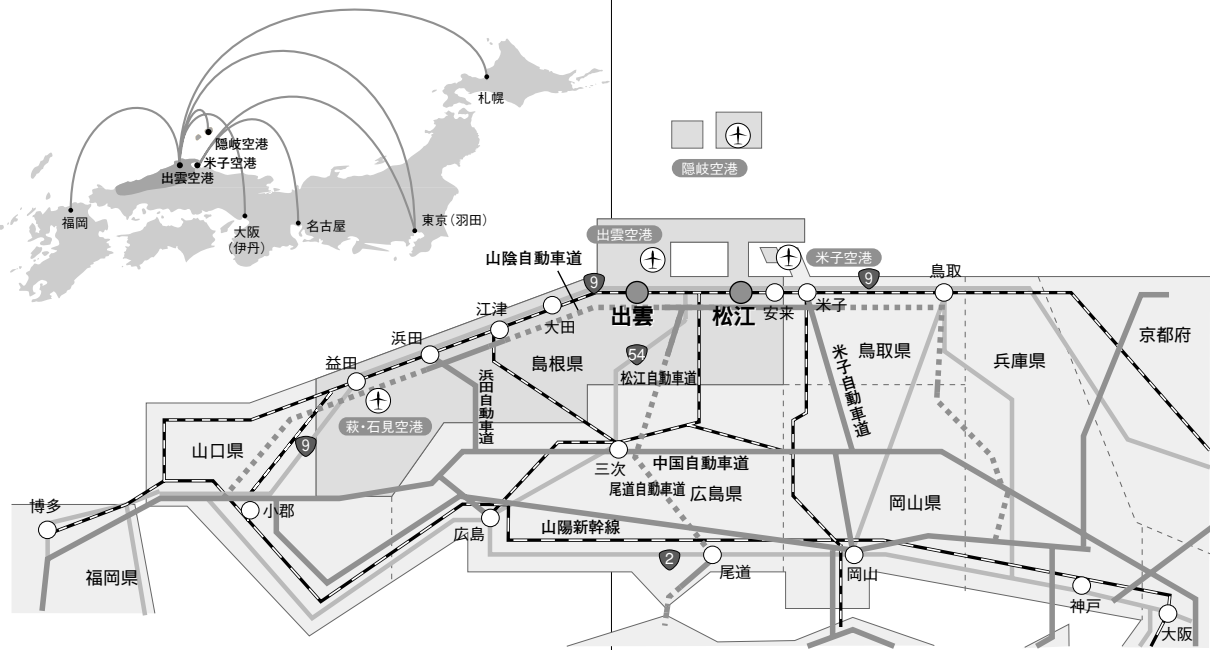 札幌
隠岐空港
米子空港
出雲空港
福岡
大阪
(伊丹)
名古屋
東京(羽田)
隠岐空港
出雲空港
米子空港
山陰自動車道
9
9
鳥取
江津
大田
出雲
松江
安来
米子
浜田
益田
島根県
54
松江自動車道
浜田自動車道
米子自動車道
鳥取県
兵庫県
京都府
萩・石見空港
9
山口県
三次
中国自動車道
尾道自動車道
広島県
岡山県
博多
小郡
広島
山陽新幹線
2
尾道
岡山
福岡県
神戸
大阪